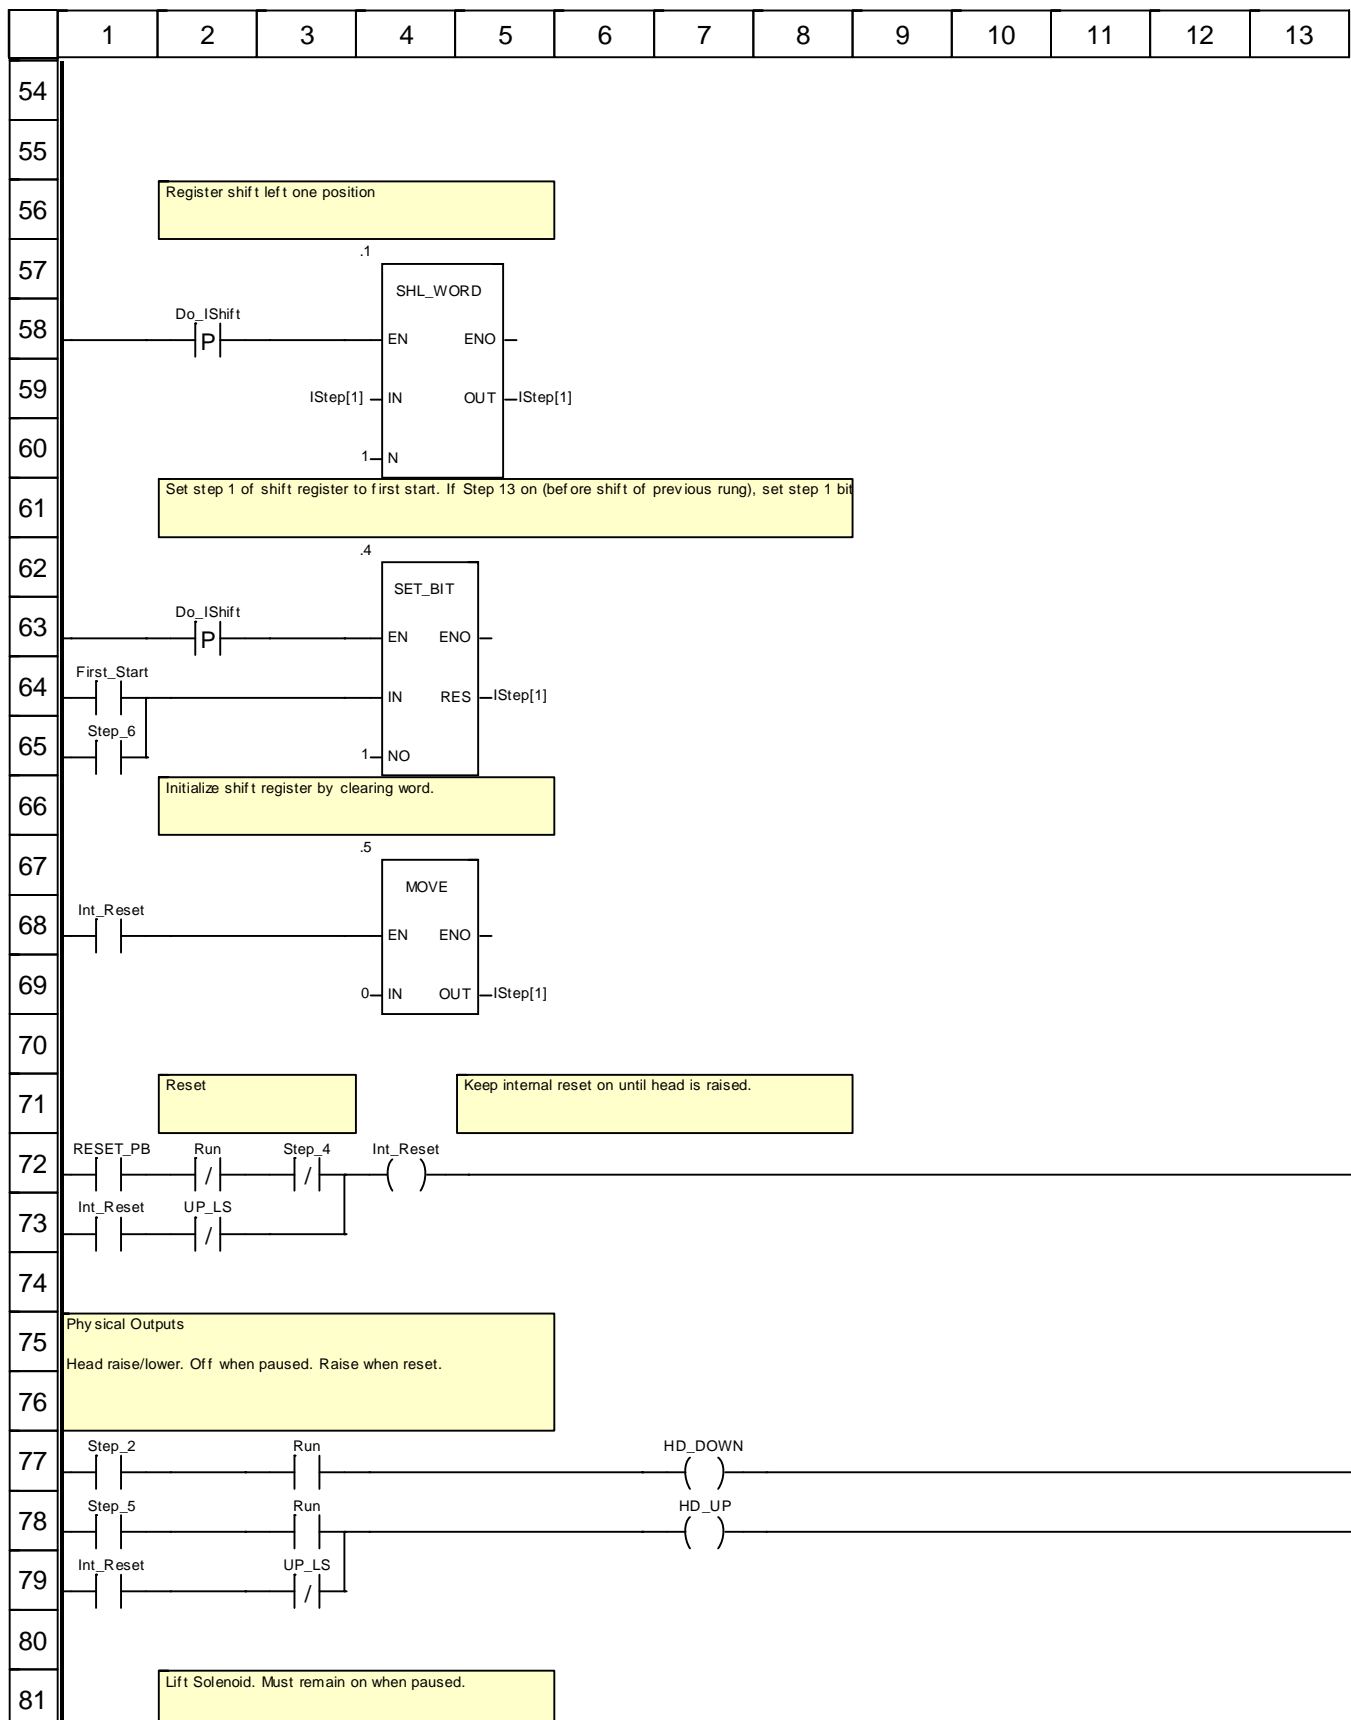 1 2 3 4 5 6 7 8 9 10 11 12 13
54
55
56 Register shift left one position
.1
57
SHL_WORD
Do_IShift
58 P EN ENO
59 IStep[1] IN OUT IStep[1]
60 1 N
61 Set step 1 of shift register to first start. If Step 13 on (before shift of previous rung), set step 1 bit
.4
62
SET_BIT
Do_IShift
63 P EN ENO
First_Start
64 IN RES IStep[1]
Step_6
65 1 NO
66 Initialize shift register by clearing word.
.5
67
MOVE
Int_Reset
68 EN ENO
69 0 IN OUT IStep[1]
70
71 Reset Keep internal reset on until head is raised.
RESET_PB Run Step_4 Int_Reset
72 / / ( )
Int_Reset UP_LS
73 /
74
Physical Outputs
75
Head raise/lower. Off when paused. Raise when reset.
76
Step_2 Run HD_DOWN
77 ( )
Step_5 Run HD_UP
78 ( )
Int_Reset UP_LS
79 /
80
81 Lift Solenoid. Must remain on when paused.